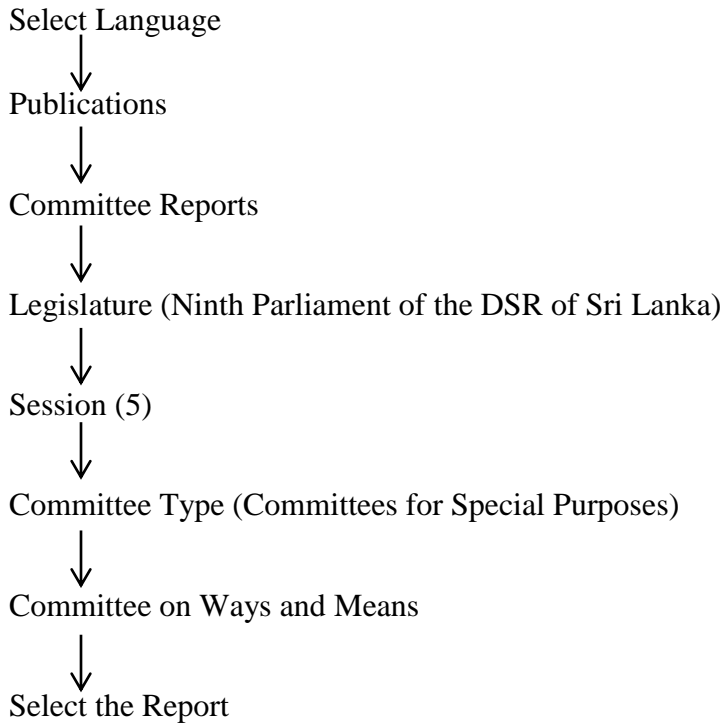 Select Language
Publications
Committee Reports
Legislature (Ninth Parliament of the DSR of Sri Lanka)
Session (5)
Committee Type (Committees for Special Purposes)
Committee on Ways and Means
Select the Report